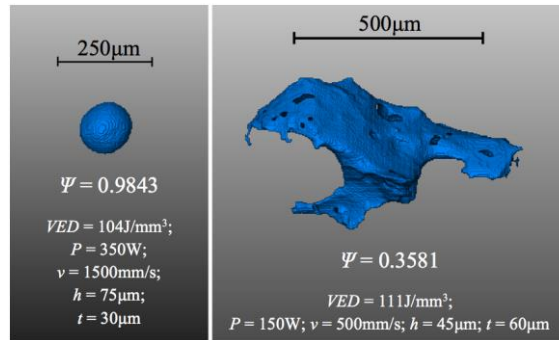 250µm
Ψ = 0.9843
VED = 104J/mm³;
P = 350W;
v = 1500mm/s;
h = 75µm;
t = 30µm
500µm
Ψ = 0.3581
VED = 111J/mm³;
P = 150W; v = 500mm/s; h = 45µm; t = 60µm